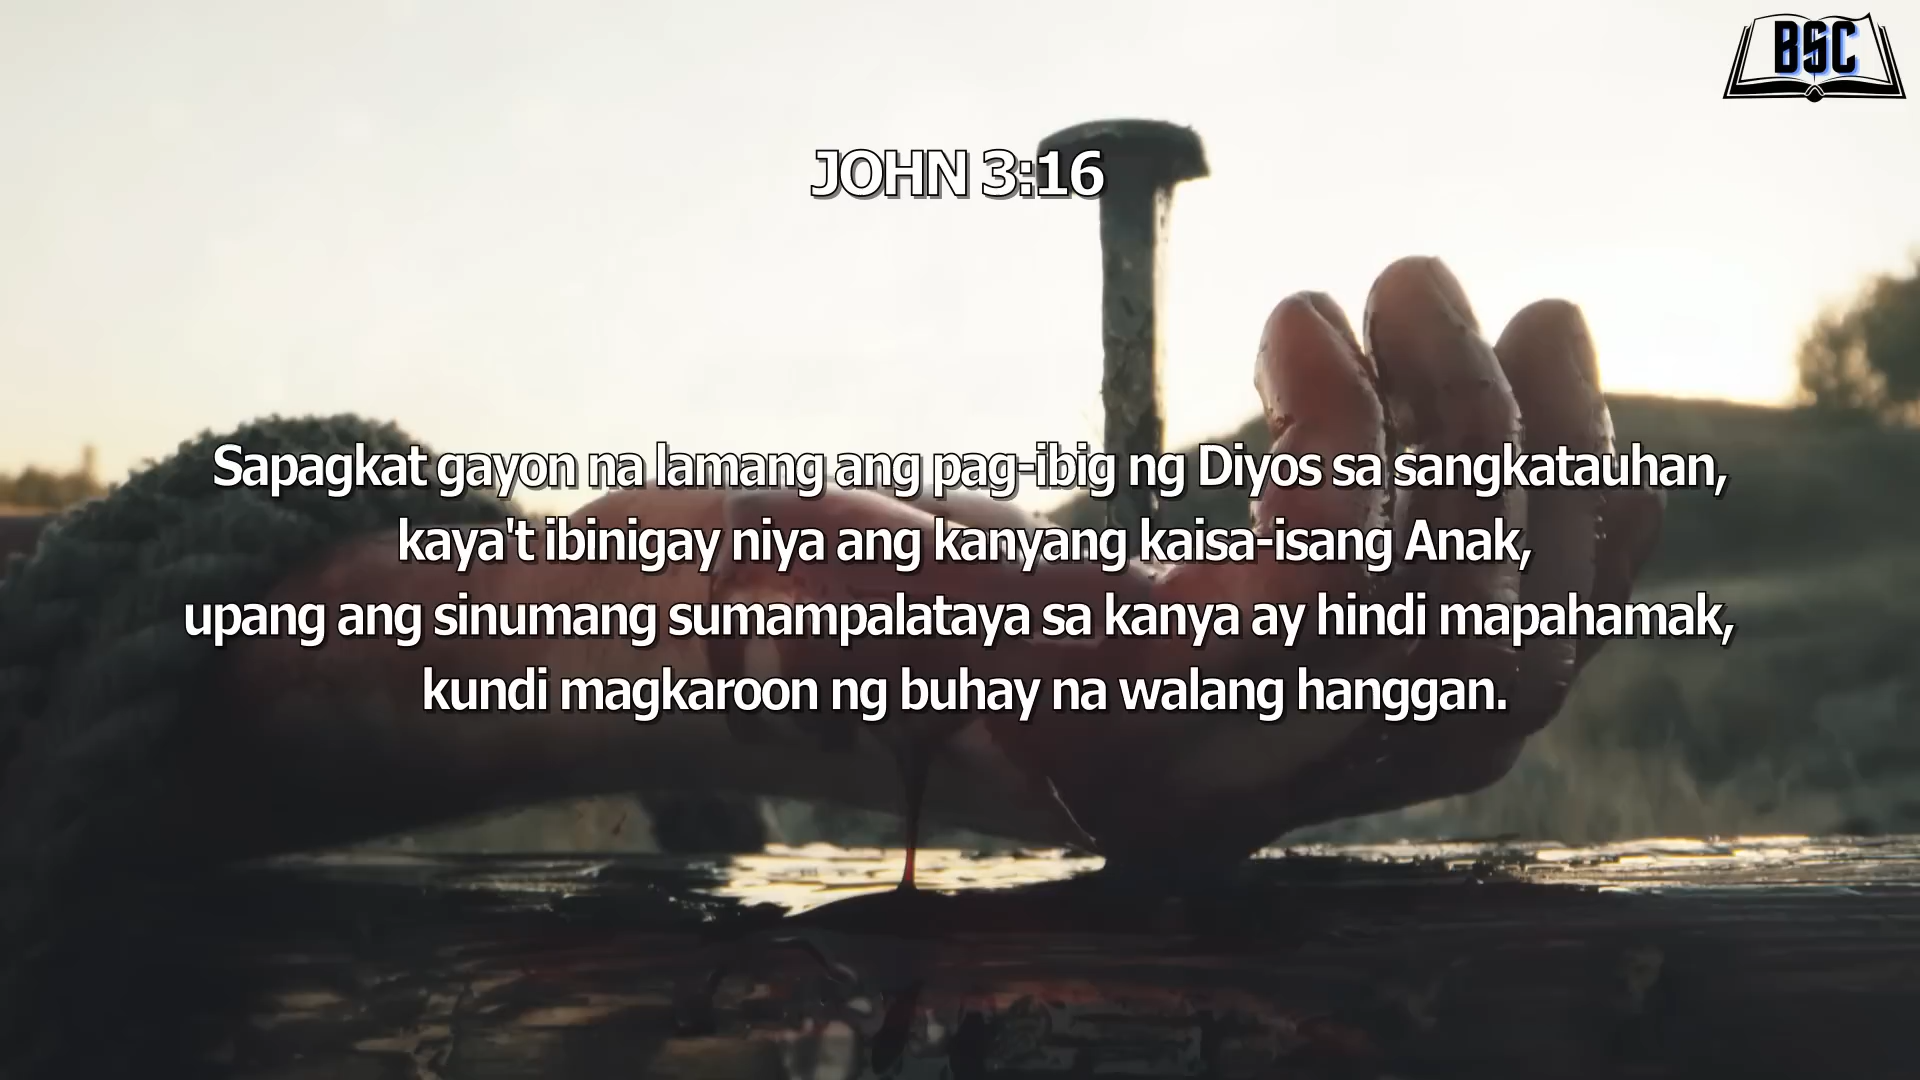 BSC
JOHN 3:16
Sapagkat gayon na lamang ang pag-ibig ng Diyos sa sangkatauhan,
kaya't ibinigay niya ang kanyang kaisa-isang Anak,
upang ang sinumang sumampalataya sa kanya ay hindi mapahamak,
kundi magkaroon ng buhay na walang hanggan.